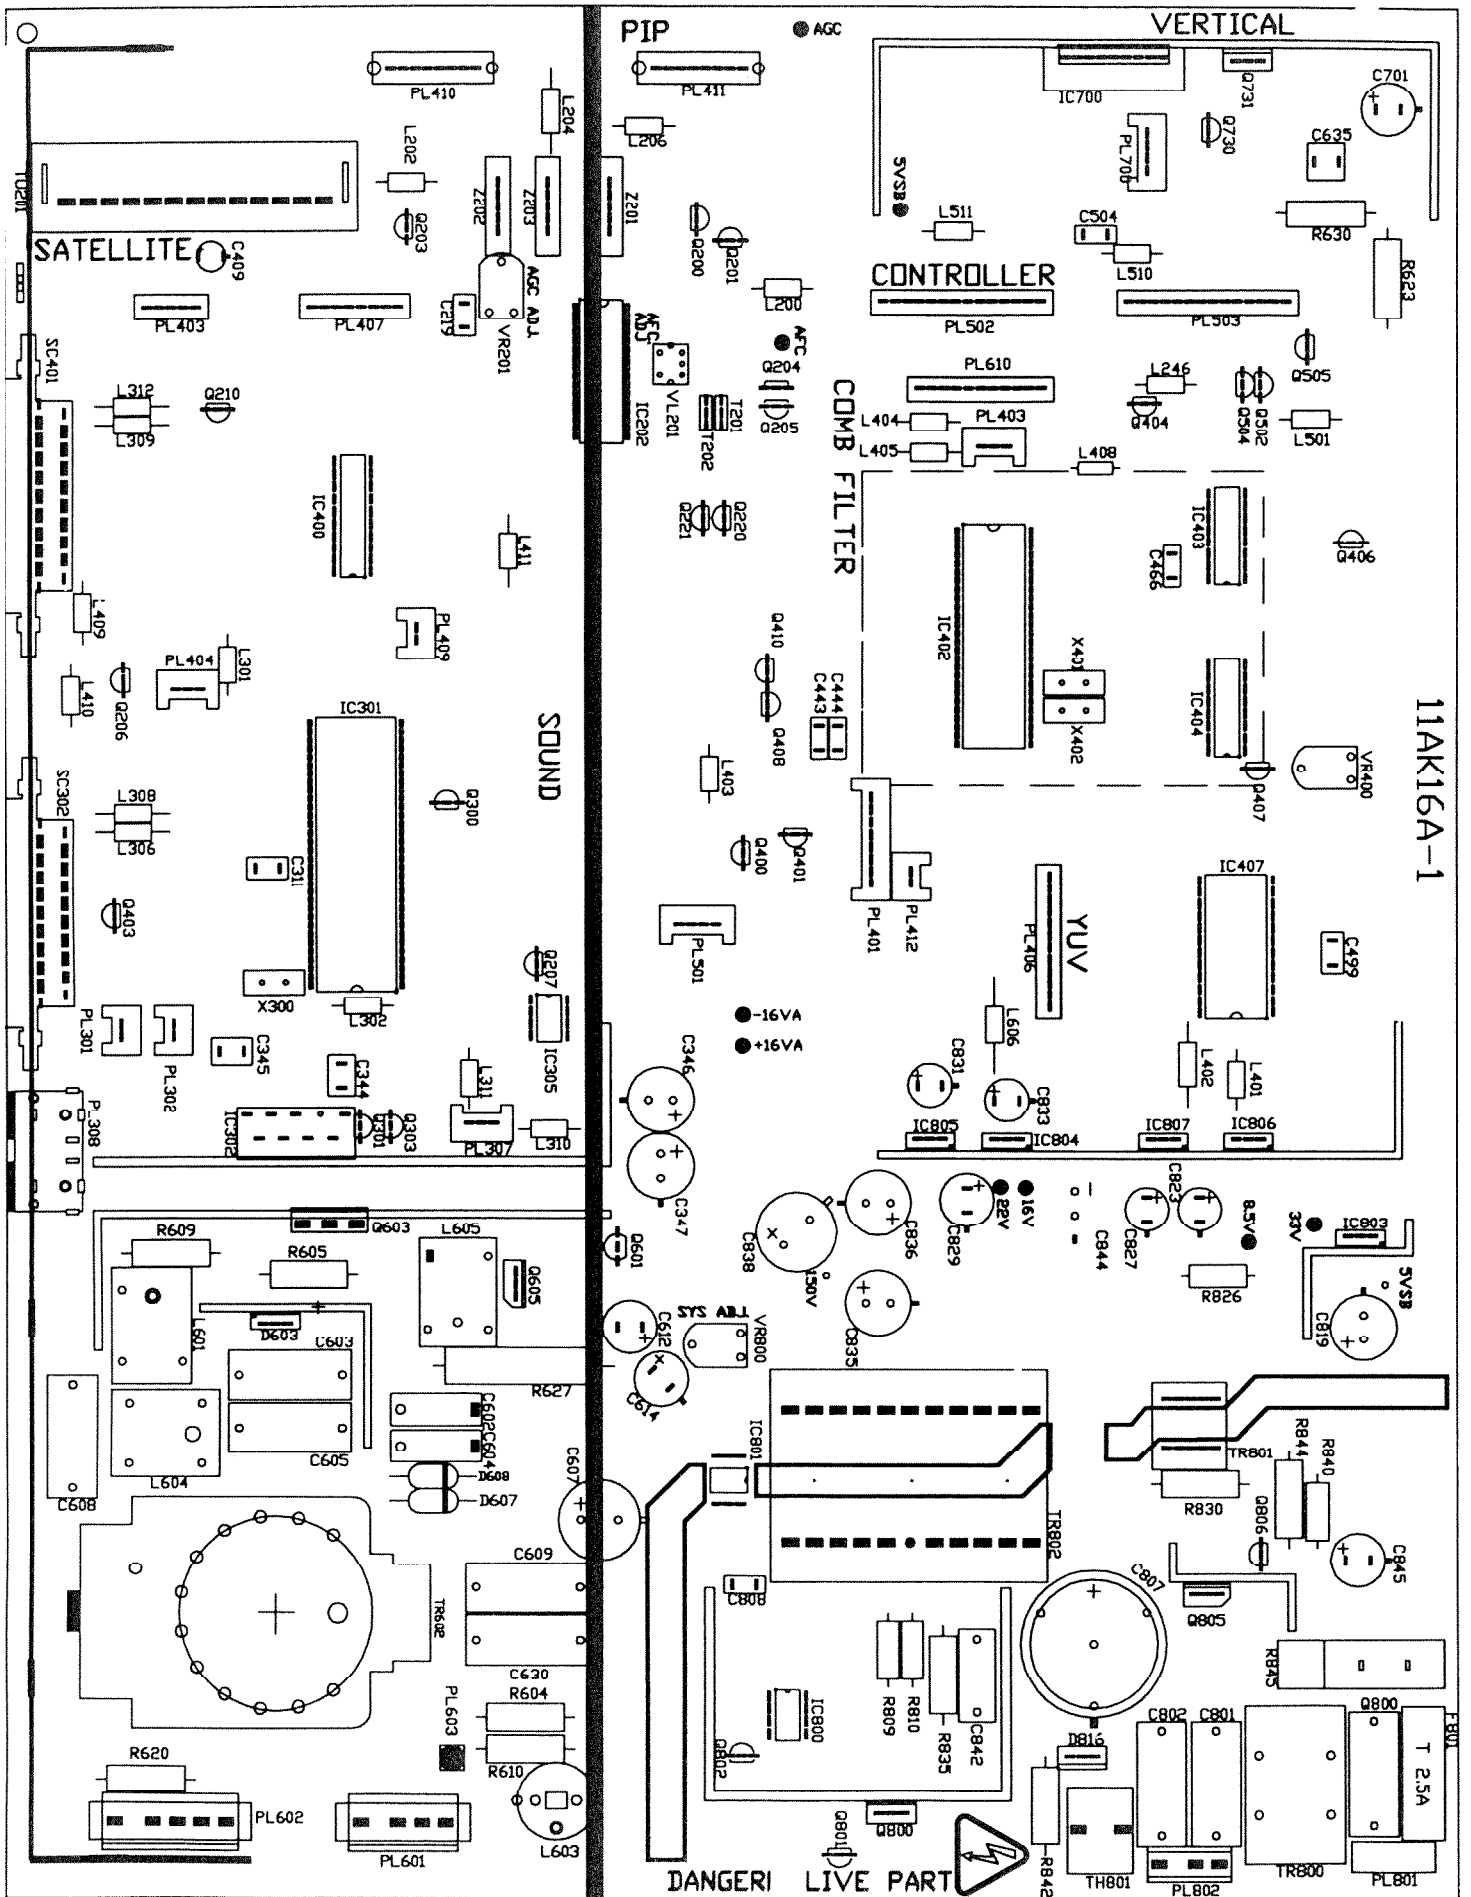 PIP
AGC
VERTICAL
PL410
PL411
IC700
Q731
C701
L204
L206
L202
PL700
Q730
C635
TU201
5VSB
Z202
Z203
Z201
Q203
Q200
Q201
L511
C504
L510
R630
SATELLITE
C409
AGC ADJ.
CONTROLLER
R623
L200
PL403
PL407
C219
VR201
AFC ADJ.
AFC
PL502
PL503
SC401
L312
Q210
L309
IC202
VL201
T201
T202
Q204
Q205
COMB FILTER
PL610
L246
Q505
L404
PL403
Q404
Q504
Q502
L501
L405
L408
IC400
L411
Q221
Q220
IC403
C466
Q406
L409
PL409
Q410
IC402
X401
PL404
L301
L410
Q206
IC301
SOUND
C443
C444
Q408
X402
IC404
11AK16A-1
L403
VR400
Q407
SC302
L308
L306
Q300
C311
Q400
Q401
IC407
Q403
PL501
PL401
PL412
PL406
YUV
C499
Q207
X300
L302
IC305
-16VA
+16VA
L606
PL301
PL302
C345
C344
L311
C346
C831
C833
L402
L401
PL308
IC302
Q301
Q303
PL307
L310
IC805
IC804
IC807
IC806
C347
22V
16V
C823
R609
Q603
L605
Q601
C838
C836
C829
C844
C827
8.5V
33V
IC803
R605
Q605
150V
R826
5VSB
L601
D603
C603
C612
SYS ADJ.
VR800
C835
C819
R627
C614
C602
C604
IC801
TR801
R844
R840
L604
C605
D608
C608
D607
C607
R830
Q806
TR802
C609
C845
C808
C807
Q805
TR602
C630
R845
PL603
R604
R809
R810
R835
C842
IC800
C802
C801
Q800
F801
D816
R620
R610
Q802
T 2.5A
PL602
PL601
L603
Q801
Q800
R842
TH801
PL802
TR800
PL801
DANGER! LIVE PART